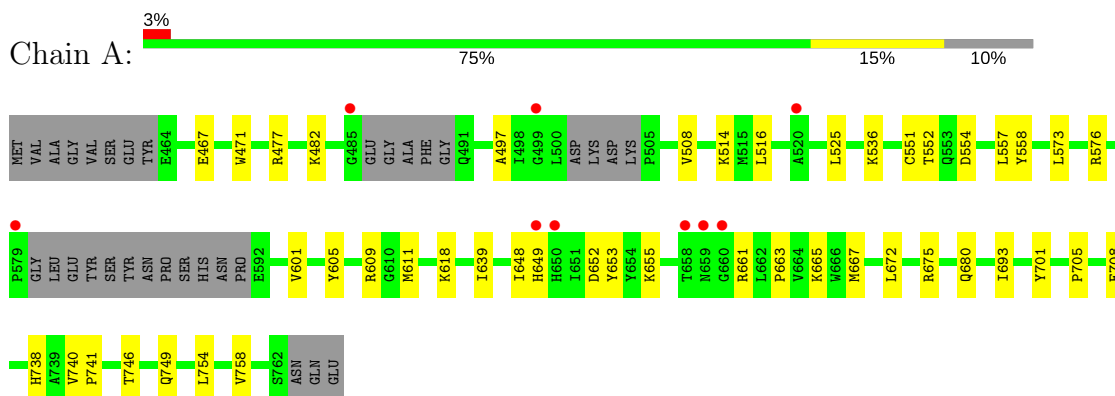 3%
Chain A:
75% 15% 10%
MET VAL ALA GLY VAL SER GLU TYR E464 E467 W471 R477 K482 G485 GLU GLY ALA PHE GLY Q491 A497 I498 G499 L500 ASP LYS ASP LYS P505 V508 K514 M515 L516 A520 L525 K536 C551 T552 Q553 D554 L557 Y558 L573 R576
P579 GLY LEU GLU TYR SER TYR ASN PRO SER HIS ASN PRO E592 V601 Y605 R609 G610 M611 K618 I639 I648 H649 H650 I651 D652 Y653 Y654 K655 T658 N659 G660 R661 L662 P663 V664 K665 W666 M667 L672 R675 Q680 I693 Y701 P705
H738 A739 V740 P741 T746 Q749 L754 V758 S762 ASN GLN GLU